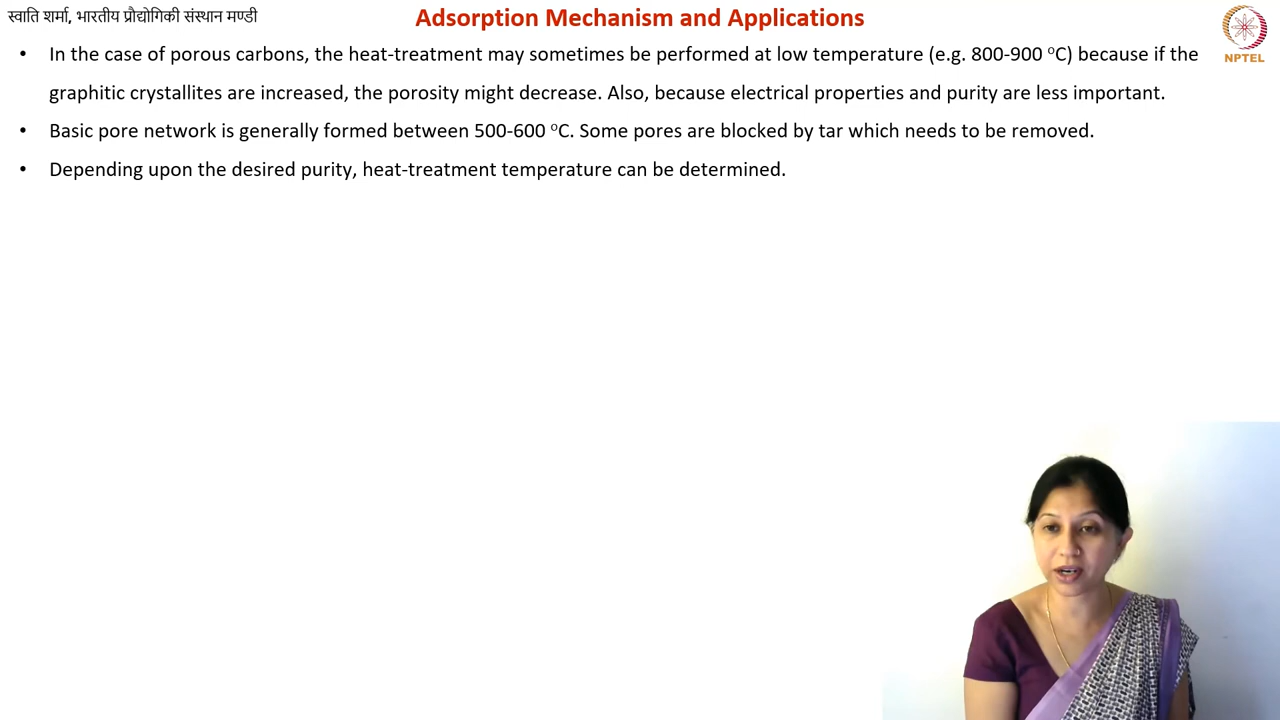 स्वाति शर्मा, भारतीय प्रौद्योगिकी संस्थान मण्डी
Adsorption Mechanism and Applications
NPTEL
• In the case of porous carbons, the heat-treatment may sometimes be performed at low temperature (e.g. 800-900 ᵒC) because if the
graphitic crystallites are increased, the porosity might decrease. Also, because electrical properties and purity are less important.
• Basic pore network is generally formed between 500-600 ᵒC. Some pores are blocked by tar which needs to be removed.
• Depending upon the desired purity, heat-treatment temperature can be determined.